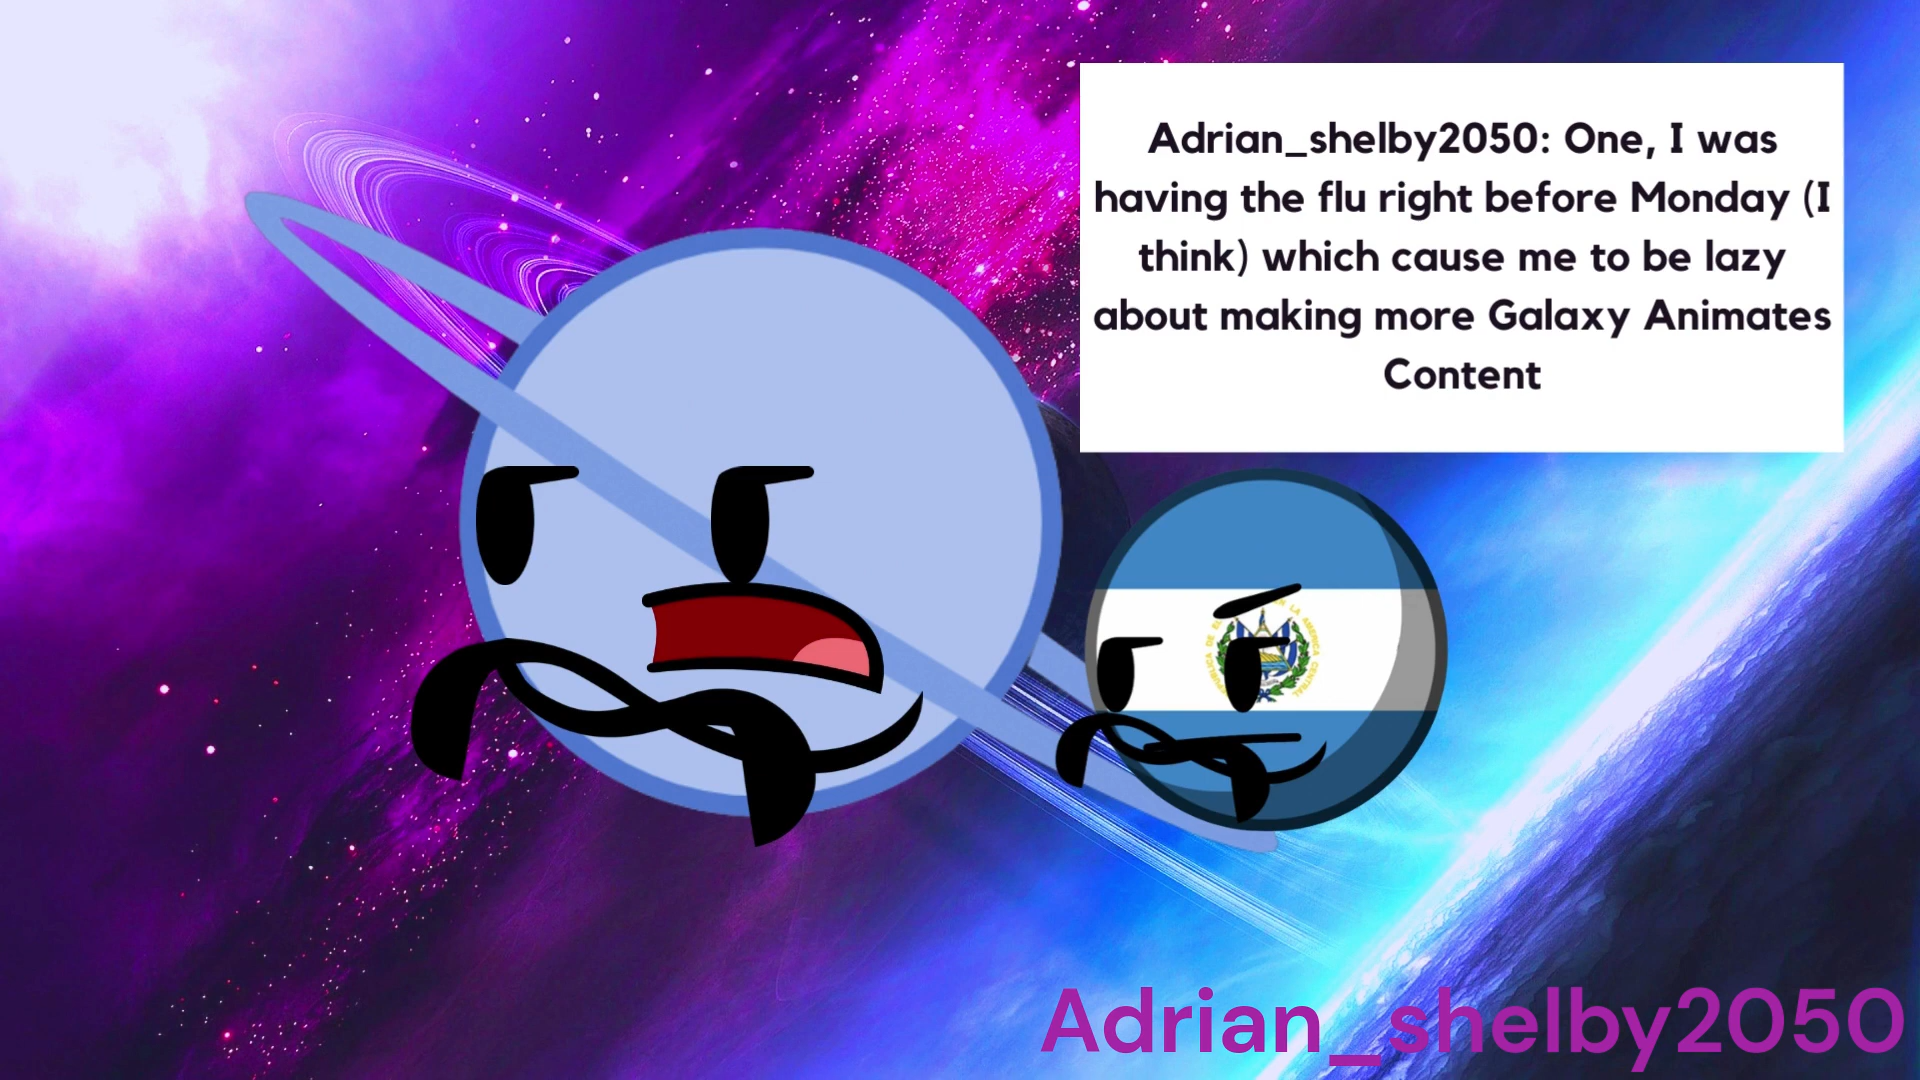 Adrian_shelby2050: One, I was
having the flu right before Monday (I
think) which cause me to be lazy
about making more Galaxy Animates
Content
Adrian_shelby2050